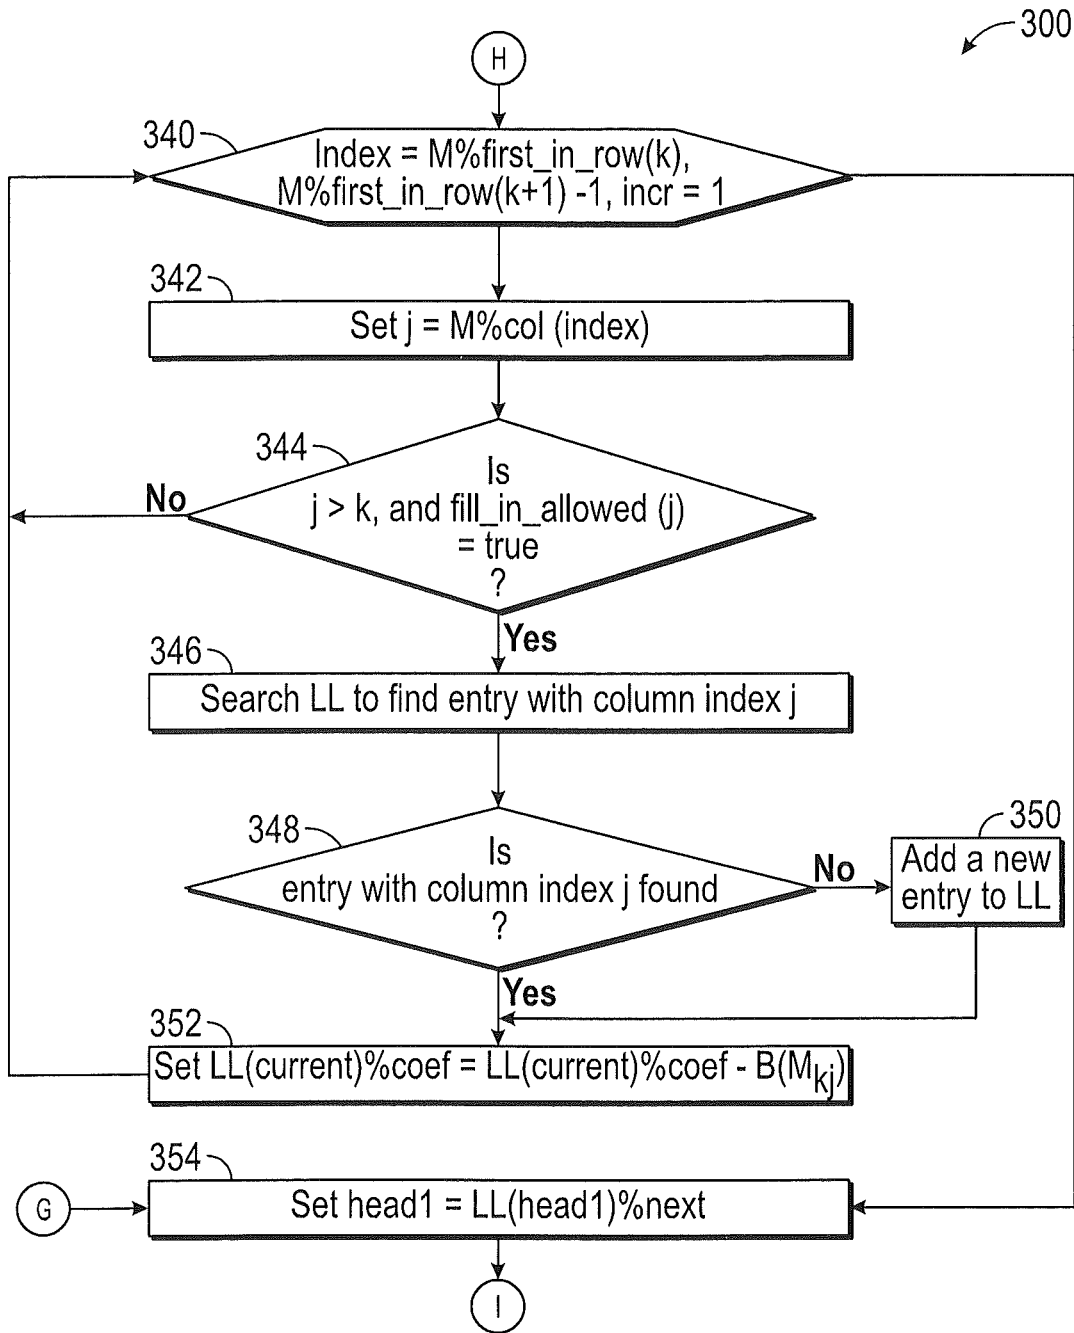 300
H
340
Index = M%first_in_row(k),
M%first_in_row(k+1) -1, incr = 1
342
Set j = M%col (index)
344
Is
No
j > k, and fill_in_allowed (j)
= true
?
Yes
346
Search LL to find entry with column index j
348
350
Is
entry with column index j found
?
No
Add a new
entry to LL
Yes
352
Set LL(current)%coef = LL(current)%coef - B(M_kj)
354
G
Set head1 = LL(head1)%next
I